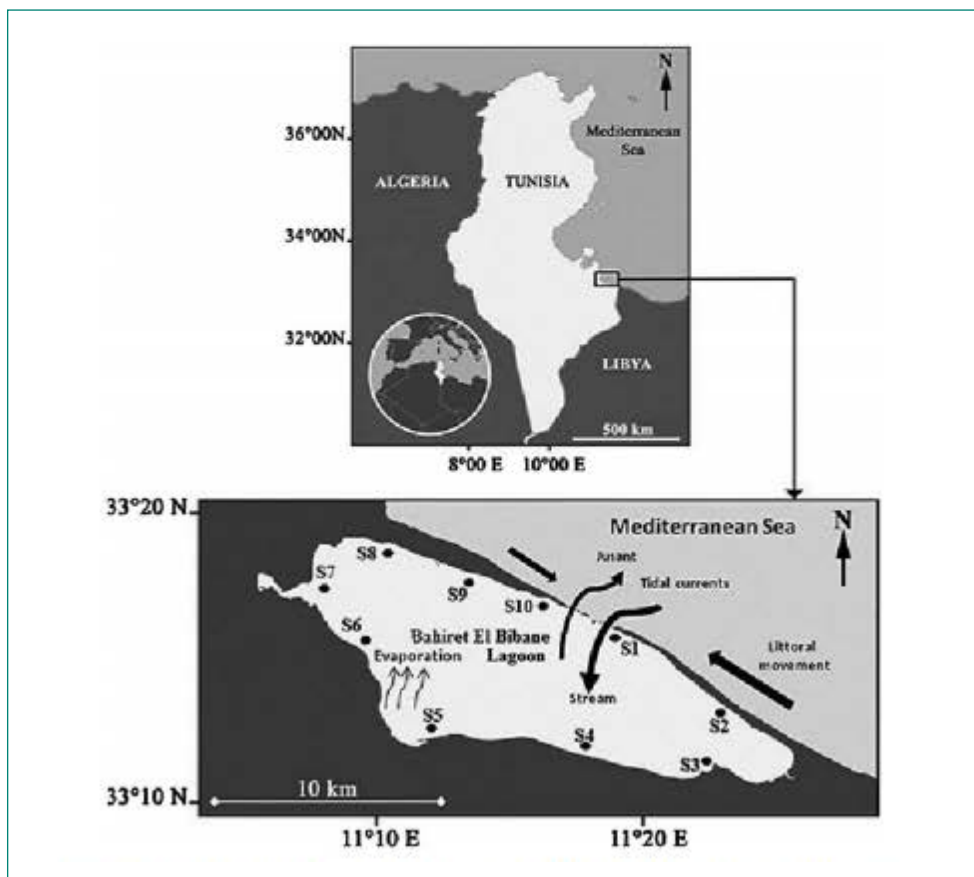 N
36°00N
Mediterranean
Sea
ALGERIA
TUNISIA
34°00N
32°00N
LIBYA
500 km
8°00 E
10°00 E
33°20 N
Mediterranean Sea
N
Jusant
Tidal currents
S8
S7
S9
S10
S6
S1
Bahiret El Bibane
Lagoon
Evaporation
Littoral
movement
Stream
S5
S4
S2
S3
10 km
33°10 N
11°10 E
11°20 E